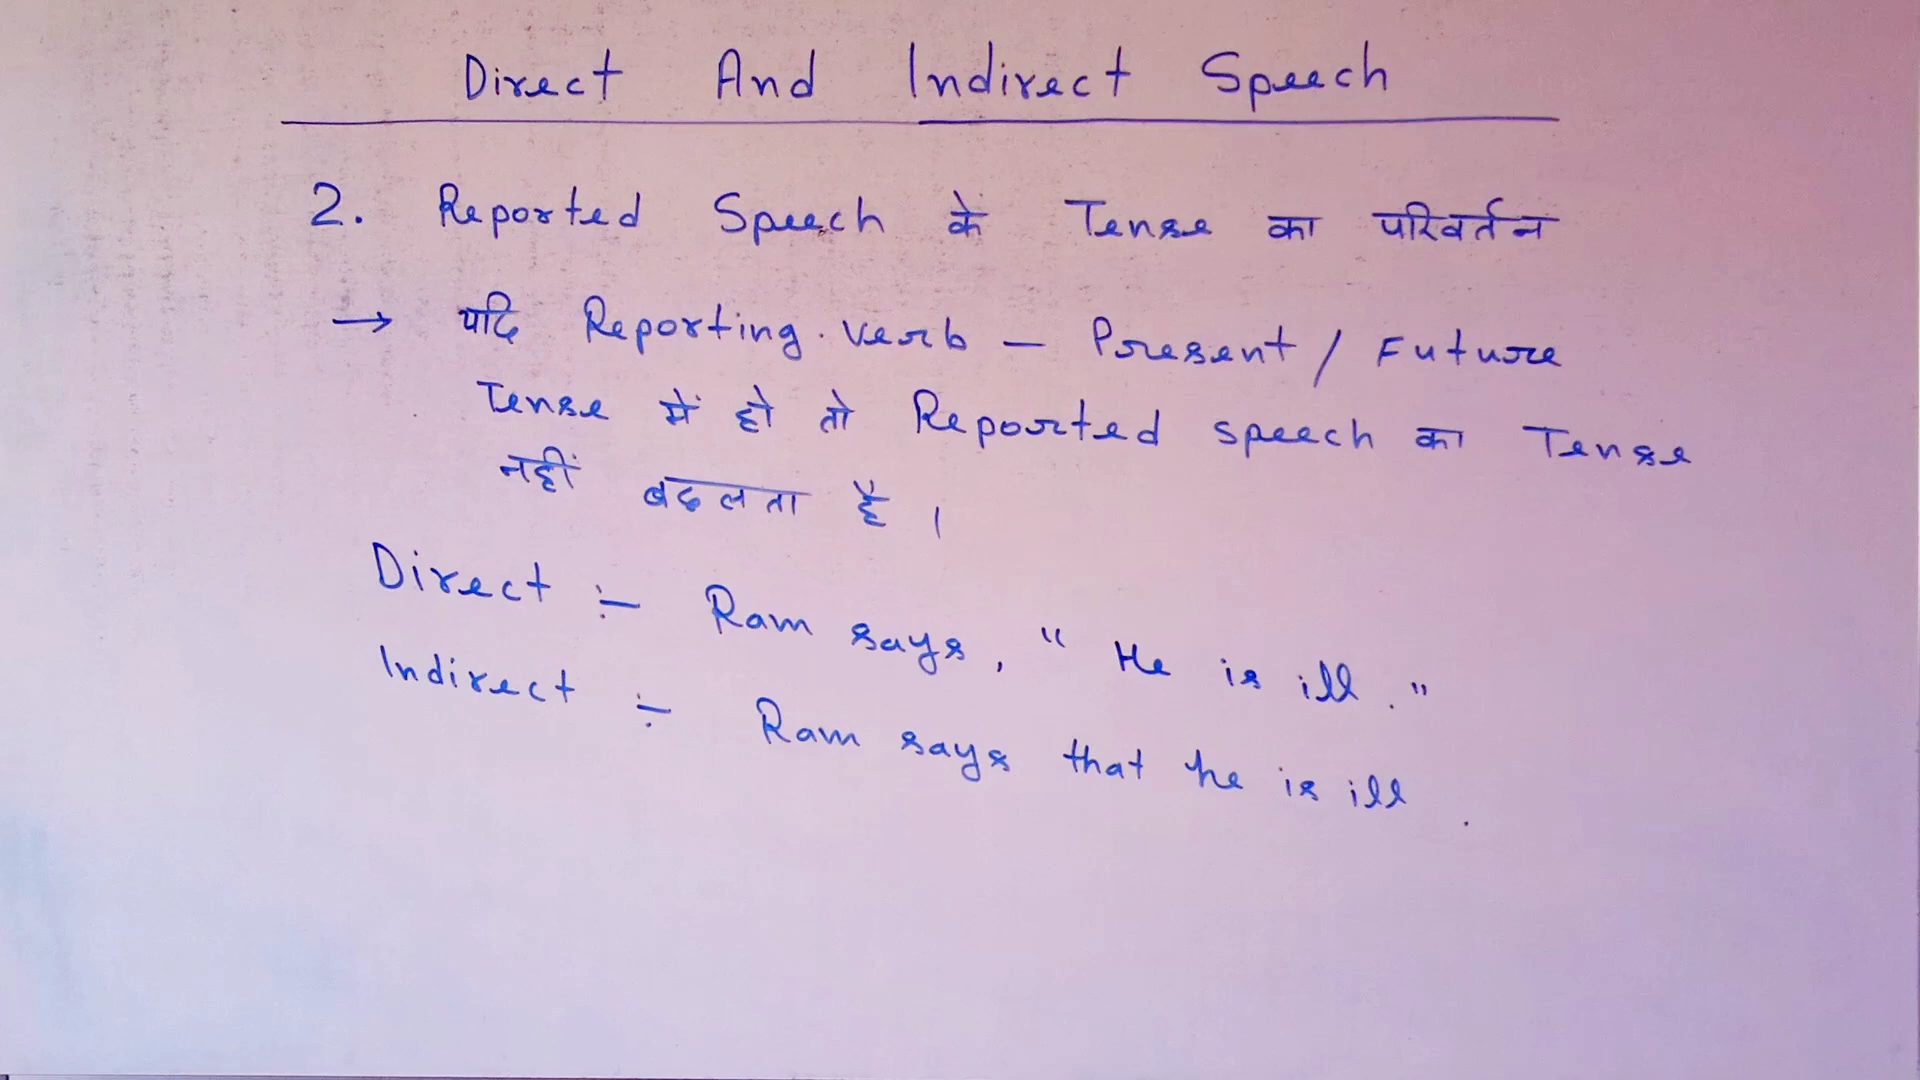 Direct And Indirect Speech
2. Reported Speech के Tense का परिवर्तन
→ यदि Reporting verb – Present / Future
Tense में हो तो Reported speech का Tense
नहीं बदलता है ।
Direct :- Ram says, "He is ill."
Indirect :- Ram says that he is ill.